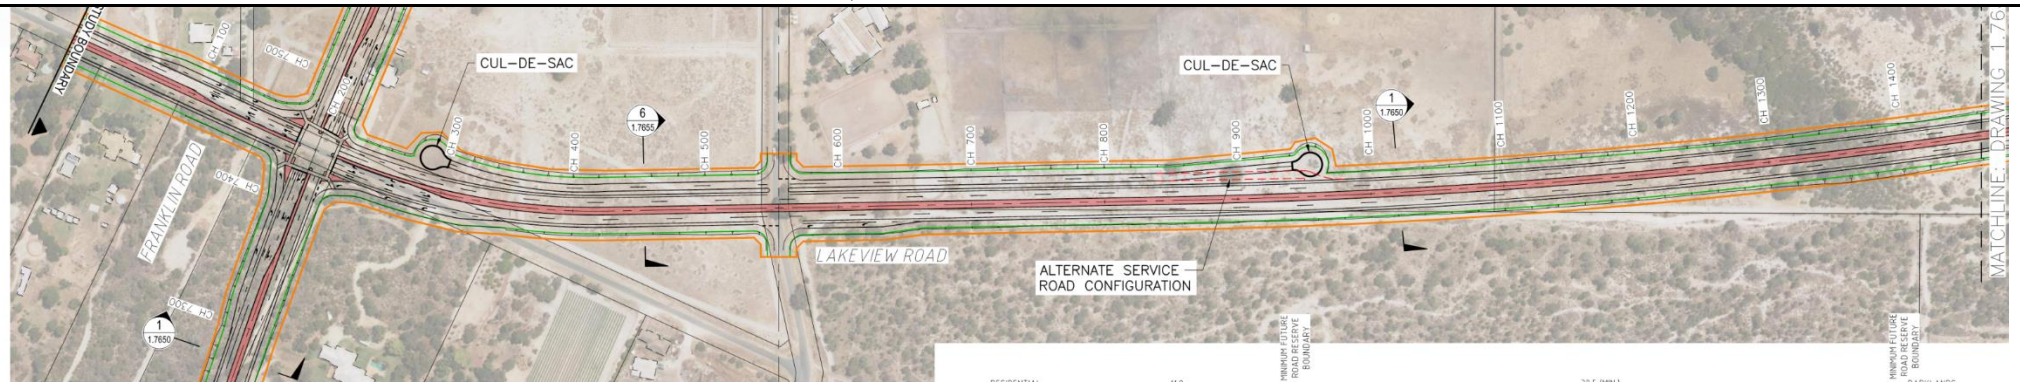 STUDY BOUNDARY
CH 100
CH 7500
CH 200
CUL-DE-SAC
CH 300
CH 400
6
1.7655
CH 500
CH 600
CH 700
CH 800
CUL-DE-SAC
CH 900
1
1.7650
CH 1000
CH 1100
CH 1200
CH 1300
CH 1400
MATCHLINE: DRAWING 1.76
FRANKLIN ROAD
CH 7400
CH 7300
1
1.7650
LAKEVIEW ROAD
ALTERNATE SERVICE
ROAD CONFIGURATION
MINIMUM FUTURE
ROAD RESERVE
BOUNDARY
MINIMUM FUTURE
ROAD RESERVE
BOUNDARY